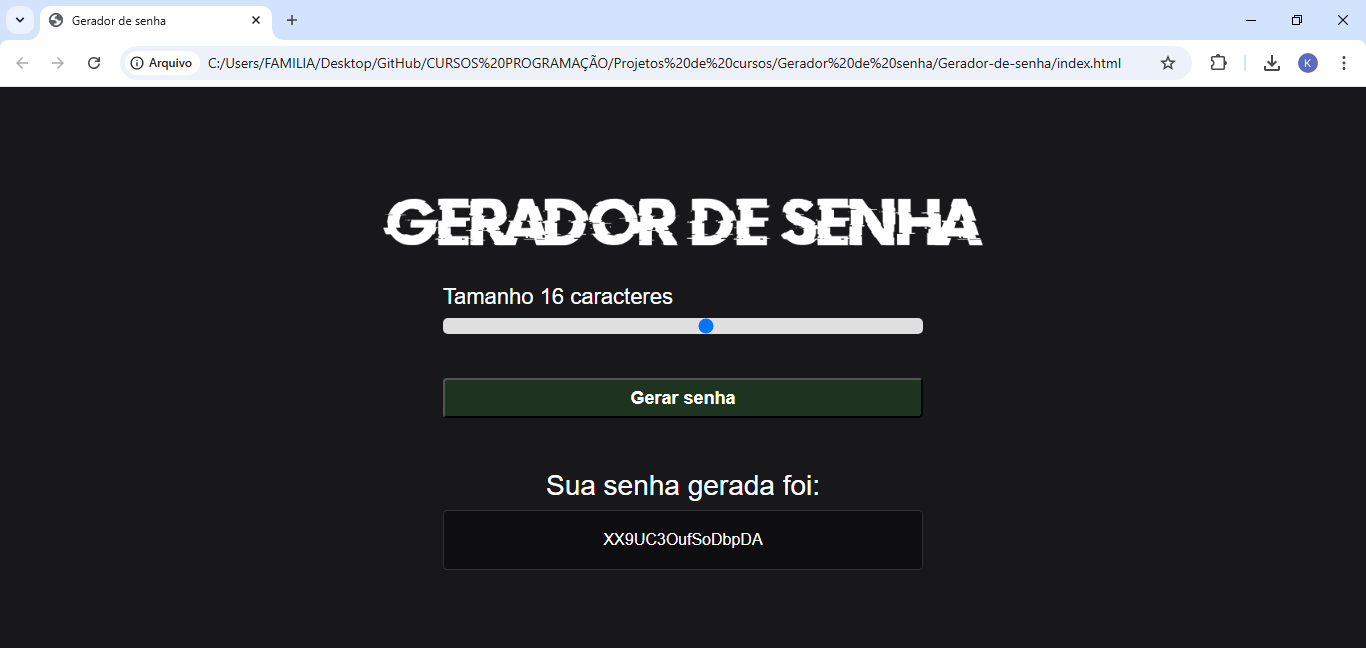 Gerador de senha
Arquivo
C:/Users/FAMILIA/Desktop/GitHub/CURSOS%20PROGRAMAÇÃO/Projetos%20de%20cursos/Gerador%20de%20senha/Gerador-de-senha/index.html
K
GERADOR DE SENHA
Tamanho 16 caracteres
Gerar senha
Sua senha gerada foi:
XX9UC3OufSoDbpDA